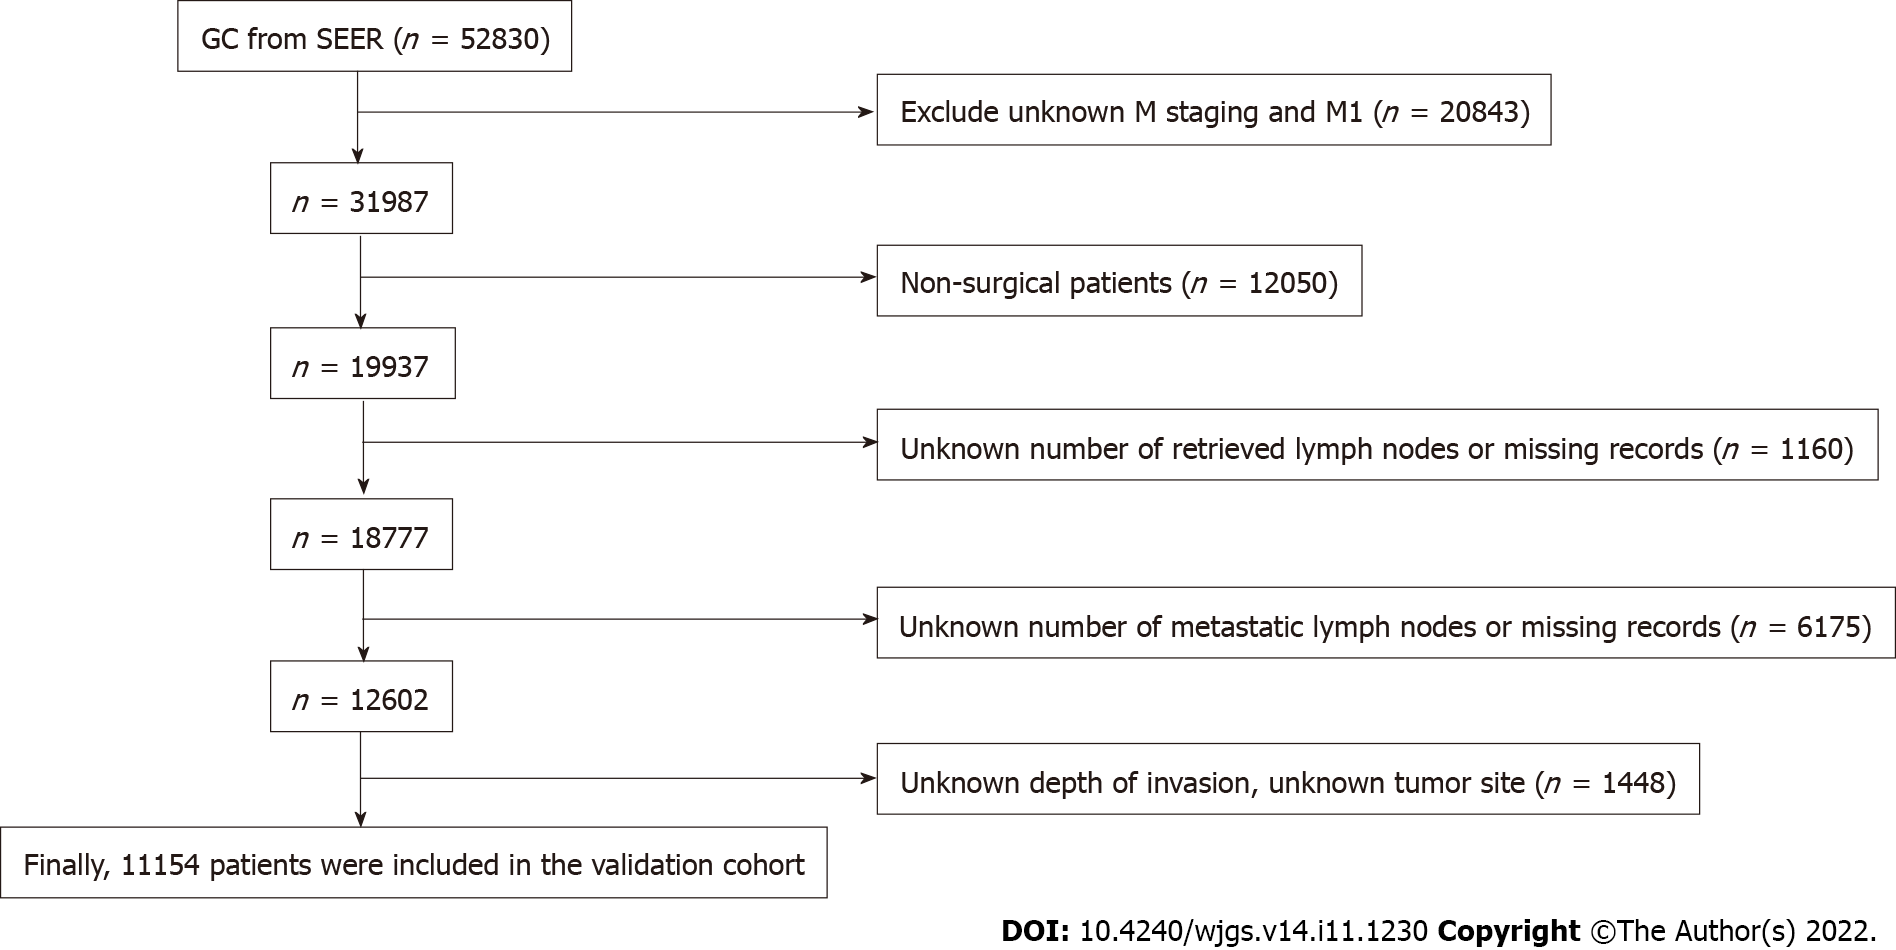 GC from SEER (n = 52830)
Exclude unknown M staging and M1 (n = 20843)
n = 31987
Non-surgical patients (n = 12050)
n = 19937
Unknown number of retrieved lymph nodes or missing records (n = 1160)
n = 18777
Unknown number of metastatic lymph nodes or missing records (n = 6175)
n = 12602
Unknown depth of invasion, unknown tumor site (n = 1448)
Finally, 11154 patients were included in the validation cohort
DOI: 10.4240/wjgs.v14.i11.1230 Copyright ©The Author(s) 2022.